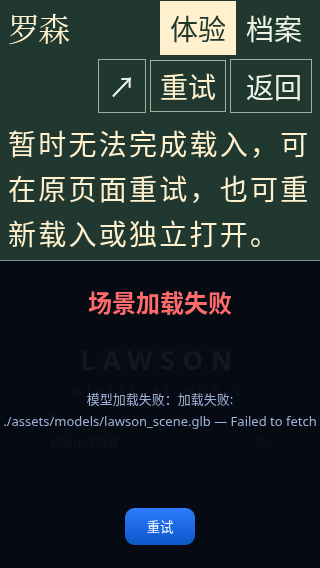 罗森
体验
档案
↗
重试
返回
暂时无法完成载入，可
在原页面重试，也可重
新载入或独立打开。
场景加载失败
LAWSON
模型加载失败：加载失败:
./assets/models/lawson_scene.glb — Failed to fetch
重试